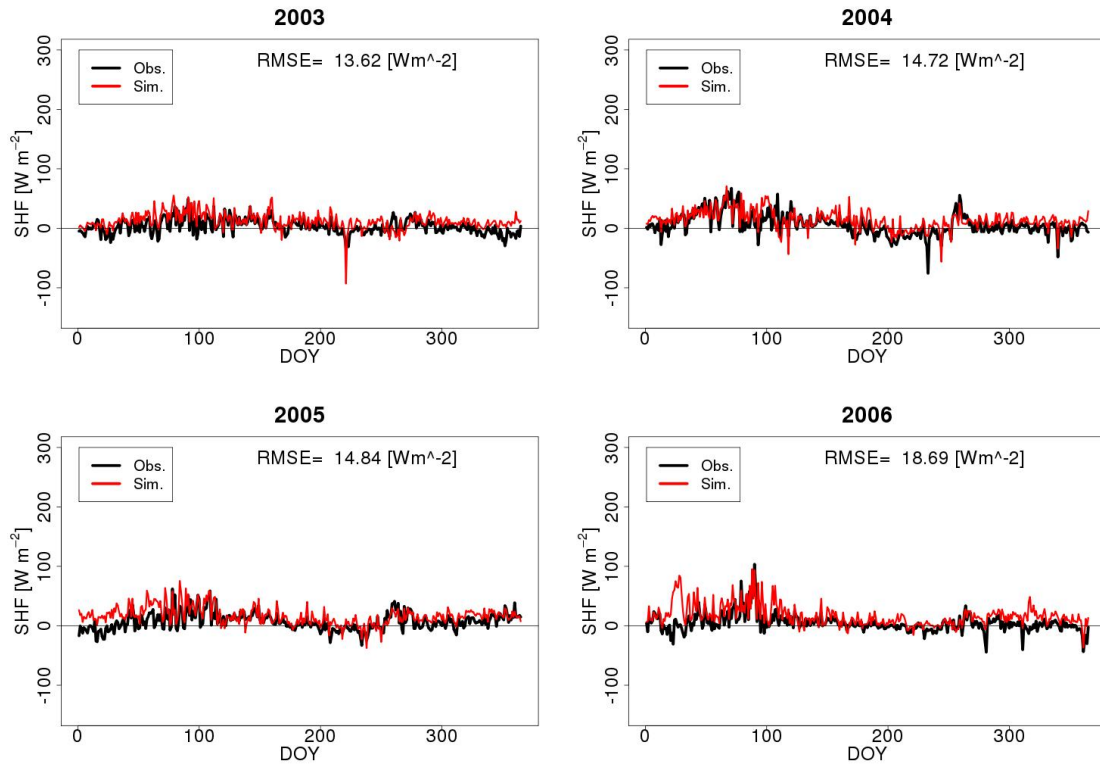 2003
300
200
100
0
-100
SHF [W m⁻²]
Obs.
Sim.
RMSE= 13.62 [Wm^-2]
0 100 200 300
DOY
2004
300
200
100
0
-100
SHF [W m⁻²]
Obs.
Sim.
RMSE= 14.72 [Wm^-2]
0 100 200 300
DOY
2005
300
200
100
0
-100
SHF [W m⁻²]
Obs.
Sim.
RMSE= 14.84 [Wm^-2]
0 100 200 300
DOY
2006
300
200
100
0
-100
SHF [W m⁻²]
Obs.
Sim.
RMSE= 18.69 [Wm^-2]
0 100 200 300
DOY